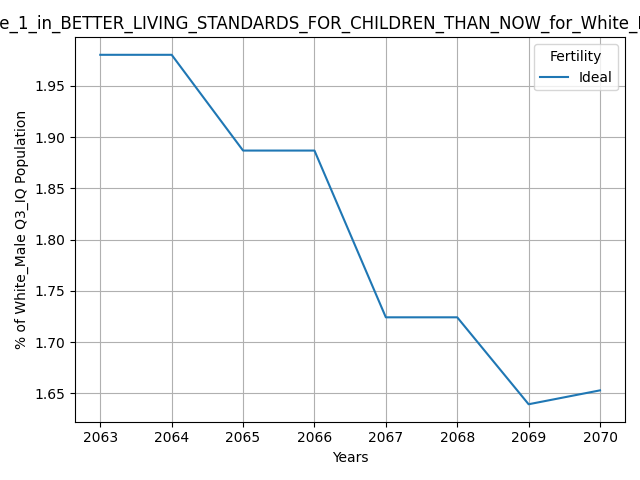 e_1_in_BETTER_LIVING_STANDARDS_FOR_CHILDREN_THAN_NOW_for_White_
Fertility
Ideal
% of White_Male Q3_IQ Population
1.95
1.90
1.85
1.80
1.75
1.70
1.65
2063 2064 2065 2066 2067 2068 2069 2070
Years